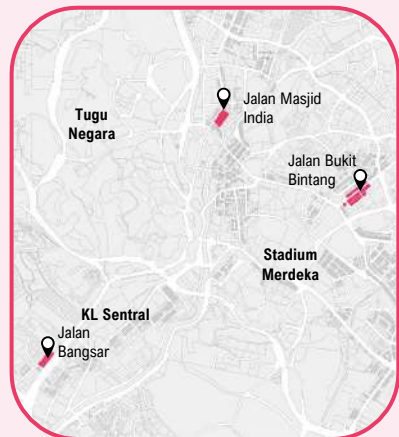 Jalan Masjid
India
Tugu
Negara
Jalan Bukit
Bintang
Stadium
Merdeka
KL Sentral
Jalan
Bangsar